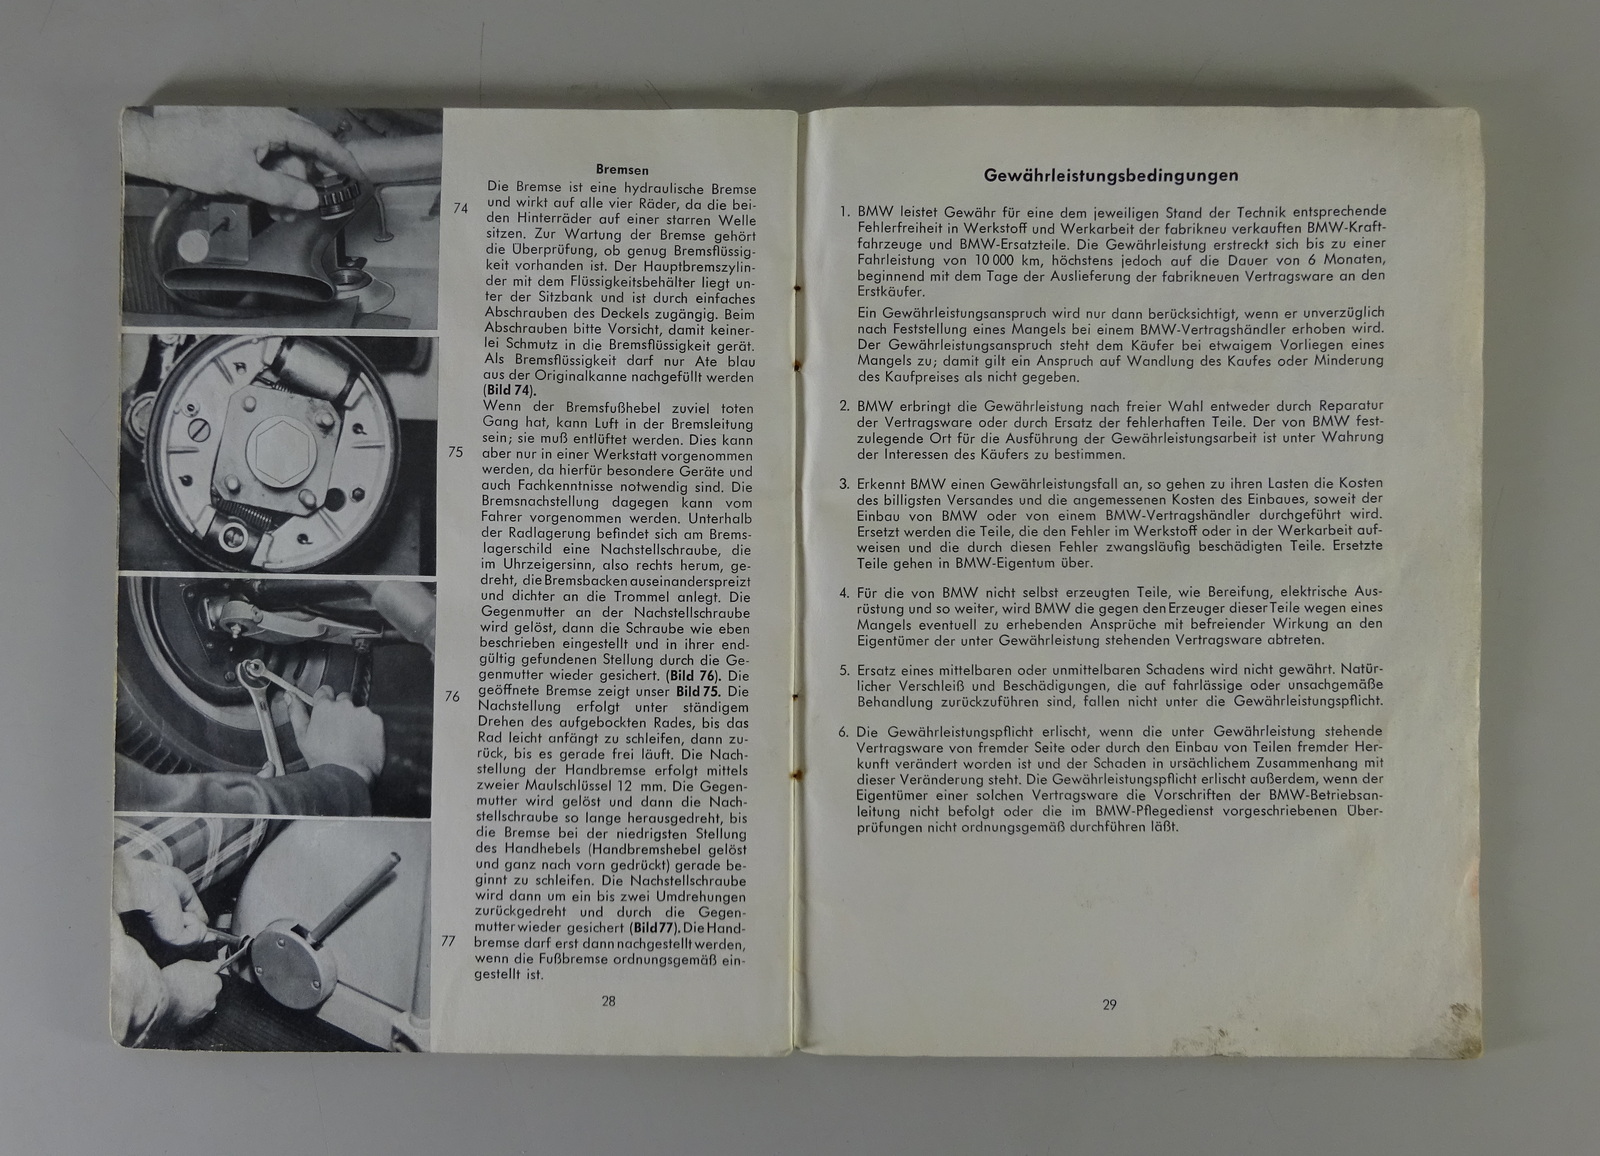 Bremsen
Die Bremse ist eine hydraulische Bremse
74
und wirkt auf alle vier Räder, da die bei-
den Hinterräder auf einer starren Welle
sitzen. Zur Wartung der Bremse gehört
die Überprüfung, ob genug Bremsflüssig-
keit vorhanden ist. Der Hauptbremszylin-
der mit dem Flüssigkeitsbehälter liegt un-
ter der Sitzbank und ist durch einfaches
Abschrauben des Deckels zugängig. Beim
Abschrauben bitte Vorsicht, damit keiner-
lei Schmutz in die Bremsflüssigkeit gerät.
Als Bremsflüssigkeit darf nur Ate blau
aus der Originalkanne nachgefüllt werden
(Bild 74).
Wenn der Bremsfußhebel zuviel toten
Gang hat, kann Luft in der Bremsleitung
sein; sie muß entlüftet werden. Dies kann
75
aber nur in einer Werkstatt vorgenommen
werden, da hierfür besondere Geräte und
auch Fachkenntnisse notwendig sind. Die
Bremsnachstellung dagegen kann vom
Fahrer vorgenommen werden. Unterhalb
der Radlagerung befindet sich am Brems-
lagerschild eine Nachstellschraube, die
im Uhrzeigersinn, also rechts herum, ge-
dreht, die Bremsbacken auseinanderspreizt
und dichter an die Trommel anlegt. Die
Gegenmutter an der Nachstellschraube
wird gelöst, dann die Schraube wie eben
beschrieben eingestellt und in ihrer end-
gültig gefundenen Stellung durch die Ge-
genmutter wieder gesichert. (Bild 76). Die
76
geöffnete Bremse zeigt unser Bild 75. Die
Nachstellung erfolgt unter ständigem
Drehen des aufgebockten Rades, bis das
Rad leicht anfängt zu schleifen, dann zu-
rück, bis es gerade frei läuft. Die Nach-
stellung der Handbremse erfolgt mittels
zweier Maulschlüssel 12 mm. Die Gegen-
mutter wird gelöst und dann die Nach-
stellschraube so lange herausgedreht, bis
die Bremse bei der niedrigsten Stellung
des Handhebels (Handbremshebel gelöst
und ganz nach vorn gedrückt) gerade be-
ginnt zu schleifen. Die Nachstellschraube
wird dann um ein bis zwei Umdrehungen
zurückgedreht und durch die Gegen-
mutter wieder gesichert (Bild 77). Die Hand-
77
bremse darf erst dann nachgestellt werden,
wenn die Fußbremse ordnungsgemäß ein-
gestellt ist.
28
Gewährleistungsbedingungen
1. BMW leistet Gewähr für eine dem jeweiligen Stand der Technik entsprechende
Fehlerfreiheit in Werkstoff und Werkarbeit der fabrikneu verkauften BMW-Kraft-
fahrzeuge und BMW-Ersatzteile. Die Gewährleistung erstreckt sich bis zu einer
Fahrleistung von 10 000 km, höchstens jedoch auf die Dauer von 6 Monaten,
beginnend mit dem Tage der Auslieferung der fabrikneuen Vertragsware an den
Erstkäufer.
Ein Gewährleistungsanspruch wird nur dann berücksichtigt, wenn er unverzüglich
nach Feststellung eines Mangels bei einem BMW-Vertragshändler erhoben wird.
Der Gewährleistungsanspruch steht dem Käufer bei etwaigem Vorliegen eines
Mangels zu; damit gilt ein Anspruch auf Wandlung des Kaufes oder Minderung
des Kaufpreises als nicht gegeben.
2. BMW erbringt die Gewährleistung nach freier Wahl entweder durch Reparatur
der Vertragsware oder durch Ersatz der fehlerhaften Teile. Der von BMW fest-
zulegende Ort für die Ausführung der Gewährleistungsarbeit ist unter Wahrung
der Interessen des Käufers zu bestimmen.
3. Erkennt BMW einen Gewährleistungsfall an, so gehen zu ihren Lasten die Kosten
des billigsten Versandes und die angemessenen Kosten des Einbaues, soweit der
Einbau von BMW oder von einem BMW-Vertragshändler durchgeführt wird.
Ersetzt werden die Teile, die den Fehler im Werkstoff oder in der Werkarbeit auf-
weisen und die durch diesen Fehler zwangsläufig beschädigten Teile. Ersetzte
Teile gehen in BMW-Eigentum über.
4. Für die von BMW nicht selbst erzeugten Teile, wie Bereifung, elektrische Aus-
rüstung und so weiter, wird BMW die gegen den Erzeuger dieser Teile wegen eines
Mangels eventuell zu erhebenden Ansprüche mit befreiender Wirkung an den
Eigentümer der unter Gewährleistung stehenden Vertragsware abtreten.
5. Ersatz eines mittelbaren oder unmittelbaren Schadens wird nicht gewährt. Natür-
licher Verschleiß und Beschädigungen, die auf fahrlässige oder unsachgemäße
Behandlung zurückzuführen sind, fallen nicht unter die Gewährleistungspflicht.
6. Die Gewährleistungspflicht erlischt, wenn die unter Gewährleistung stehende
Vertragsware von fremder Seite oder durch den Einbau von Teilen fremder Her-
kunft verändert worden ist und der Schaden in ursächlichem Zusammenhang mit
dieser Veränderung steht. Die Gewährleistungspflicht erlischt außerdem, wenn der
Eigentümer einer solchen Vertragsware die Vorschriften der BMW-Betriebsan-
leitung nicht befolgt oder die im BMW-Pflegedienst vorgeschriebenen Über-
prüfungen nicht ordnungsgemäß durchführen läßt.
29